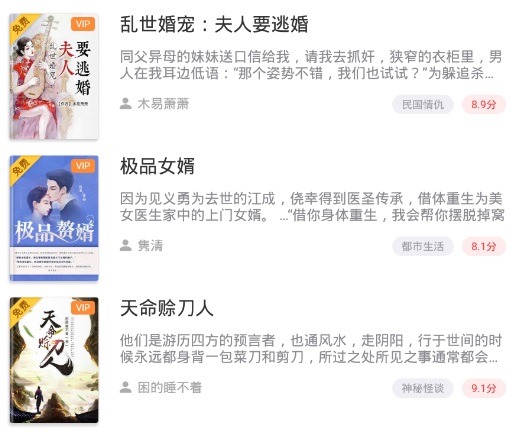 免费
VIP
乱世婚宠
夫人
要逃婚
乱世婚宠：夫人要逃婚
同父异母的妹妹送口信给我，请我去抓奸，狭窄的衣柜里，男
人在我耳边低语：“那个姿势不错，我们也试试？”为躲追杀...
木易萧萧
民国情仇
8.9分
免费
VIP
极品赘婿
极品女婿
因为见义勇为去世的江成，侥幸得到医圣传承，借体重生为美
女医生家中的上门女婿。 ...“借你身体重生，我会帮你摆脱掉窝
隽清
都市生活
8.1分
免费
VIP
天命
赊刀人
天命赊刀人
他们是游历四方的预言者，也通风水，走阴阳，行于世间的时
候永远都身背一包菜刀和剪刀，所过之处所见之事通常都会...
困的睡不着
神秘怪谈
9.1分